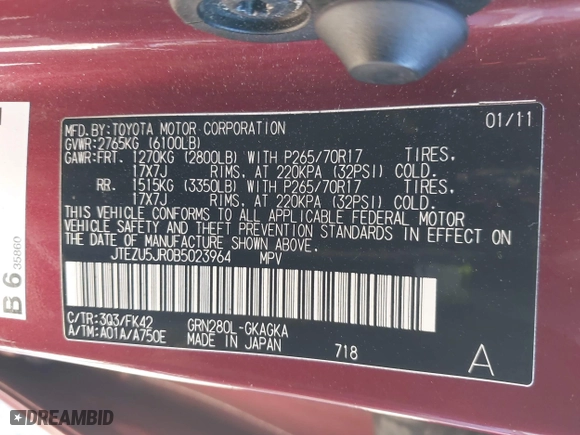 01/11
MFD.BY:TOYOTA MOTOR CORPORATION
GVWR:2765KG (6100LB)
GAWR:FRT. 1270KG (2800LB) WITH P265/70R17 TIRES,
17X7J RIMS, AT 220KPA (32PSI) COLD.
RR. 1515KG (3350LB) WITH P265/70R17 TIRES,
17X7J RIMS, AT 220KPA (32PSI) COLD.
THIS VEHICLE CONFORMS TO ALL APPLICABLE FEDERAL MOTOR
VEHICLE SAFETY AND THEFT PREVENTION STANDARDS IN EFFECT ON
THE DATE OF MANUFACTURE SHOWN ABOVE.
JTEZU5JR0B5023964 MPV
C/TR:3Q3/FK42 GRN280L-GKAGKA
A/TM:A01A/A750E MADE IN JAPAN 718 A
B6
35860
DREAMBID